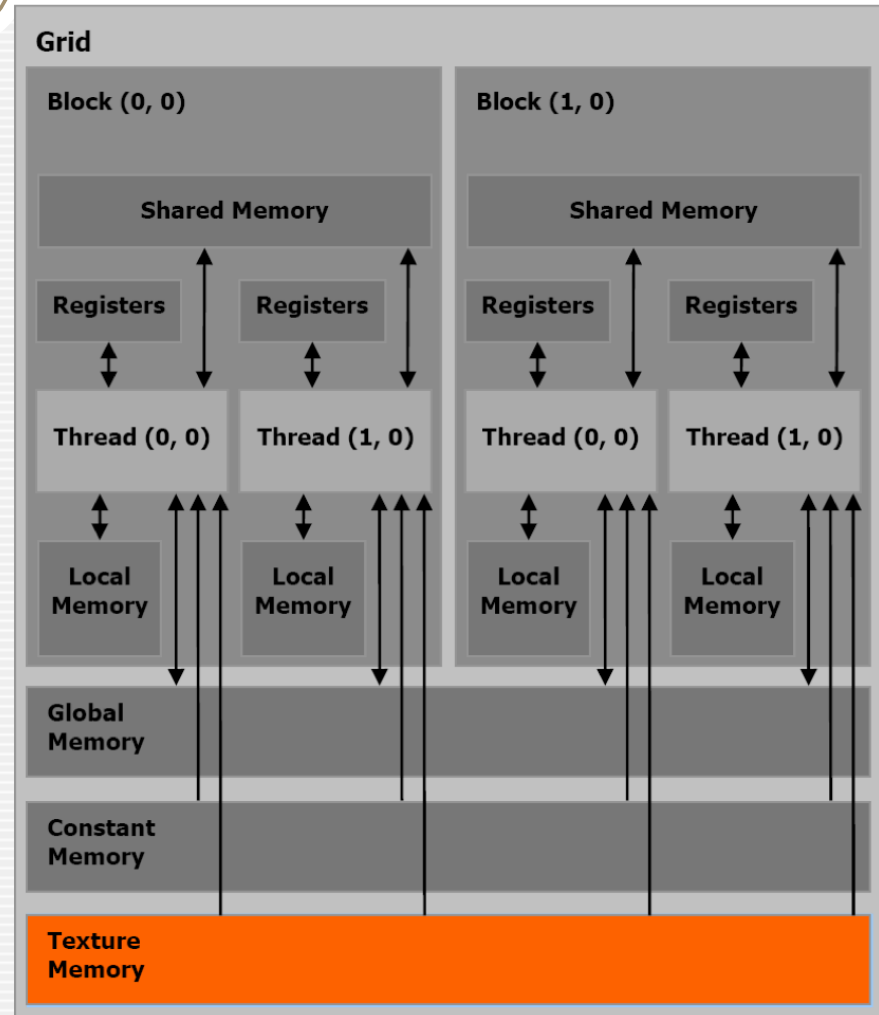 Grid
Block (0, 0)
Block (1, 0)
Shared Memory
Shared Memory
Registers
Registers
Registers
Registers
Thread (0, 0)
Thread (1, 0)
Thread (0, 0)
Thread (1, 0)
Local
Memory
Local
Memory
Local
Memory
Local
Memory
Global
Memory
Constant
Memory
Texture
Memory